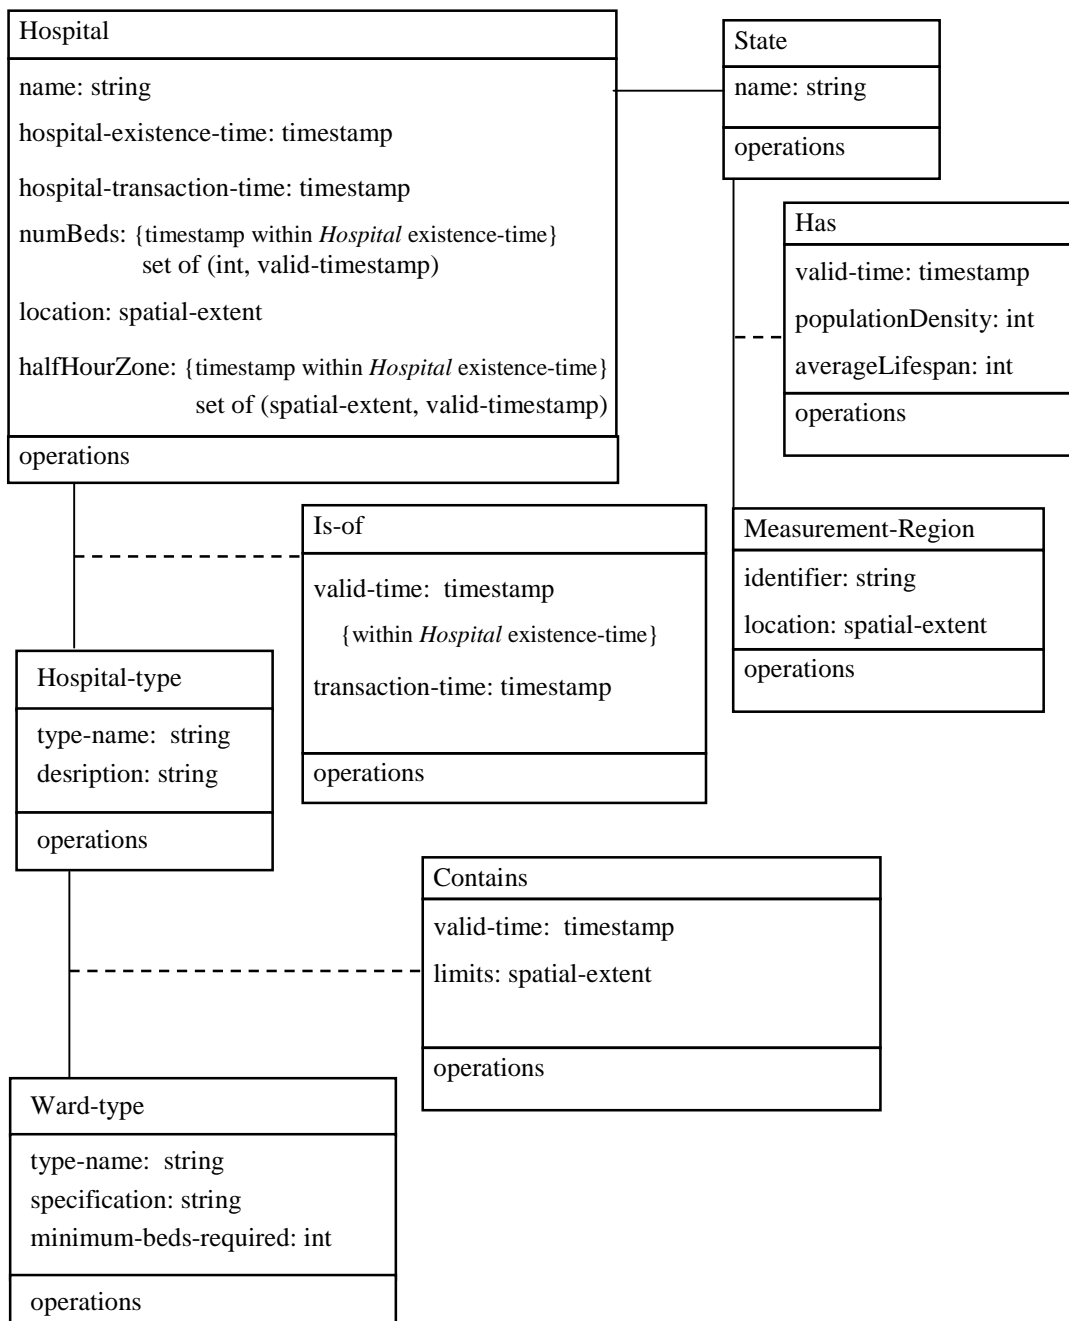 Hospital
name: string
hospital-existence-time: timestamp
hospital-transaction-time: timestamp
numBeds: {timestamp within Hospital existence-time}
set of (int, valid-timestamp)
location: spatial-extent
halfHourZone: {timestamp within Hospital existence-time}
set of (spatial-extent, valid-timestamp)
operations
State
name: string
operations
Has
valid-time: timestamp
populationDensity: int
averageLifespan: int
operations
Measurement-Region
identifier: string
location: spatial-extent
operations
Is-of
valid-time: timestamp
{within Hospital existence-time}
transaction-time: timestamp
operations
Hospital-type
type-name: string
desription: string
operations
Contains
valid-time: timestamp
limits: spatial-extent
operations
Ward-type
type-name: string
specification: string
minimum-beds-required: int
operations